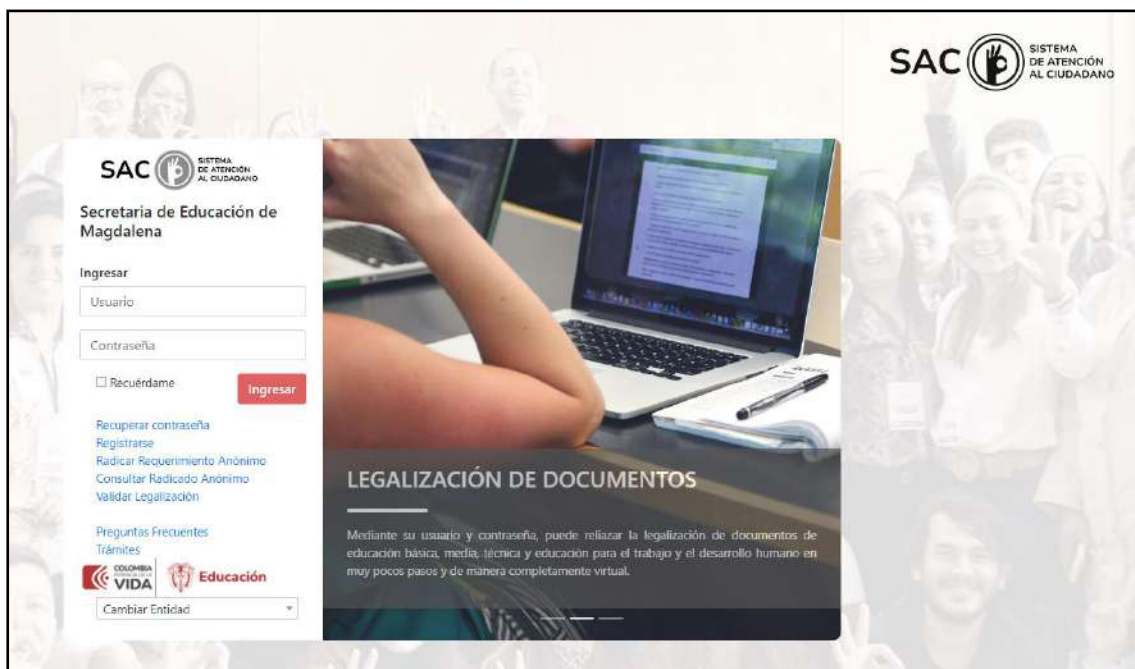 SAC SISTEMA
DE ATENCIÓN
AL CIUDADANO
SAC SISTEMA
DE ATENCIÓN
AL CIUDADANO
Secretaria de Educación de
Magdalena
Ingresar
Usuario
Contraseña
Recuérdame
Ingresar
Recuperar contraseña
Registrarse
Radicar Requerimiento Anónimo
Consultar Radicado Anónimo
Validar Legalización
Preguntas Frecuentes
Trámites
COLOMBIA
VIDA
Educación
Cambiar Entidad
LEGALIZACIÓN DE DOCUMENTOS
Mediante su usuario y contraseña, puede reliazar la legalización de documentos de
educación básica, media, técnica y educación para el trabajo y el desarrollo humano en
muy pocos pasos y de manera completamente virtual.